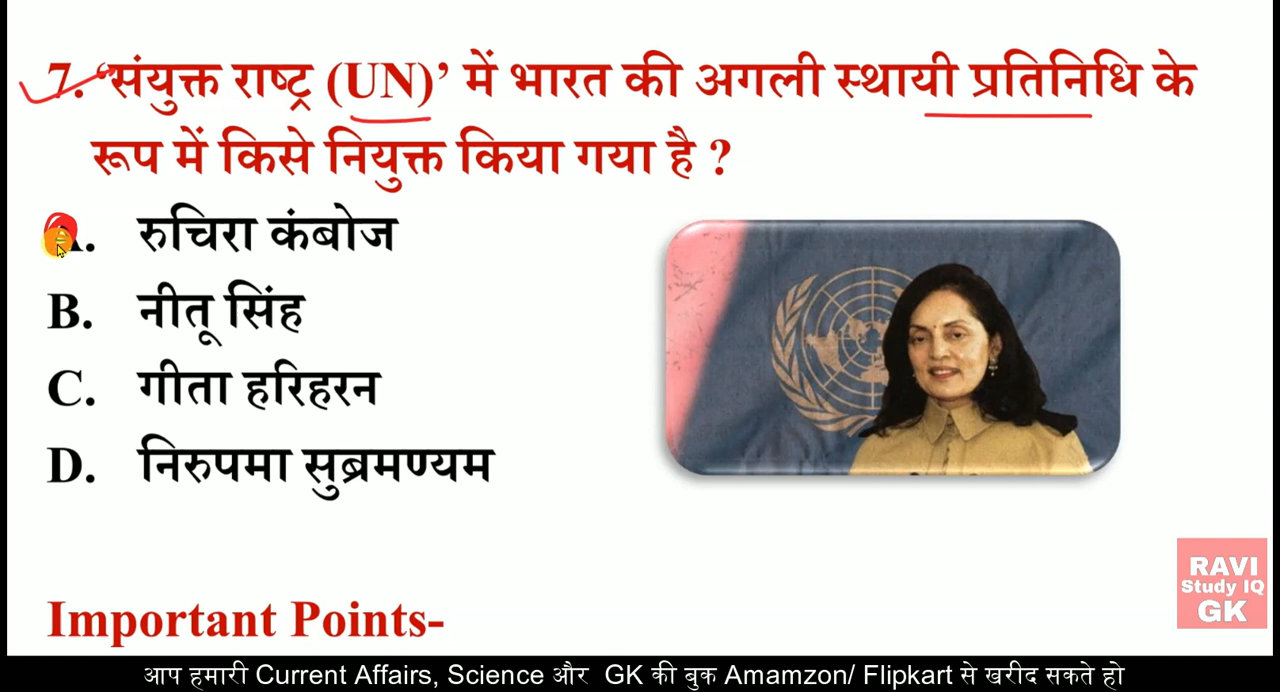 7. ‘संयुक्त राष्ट्र (UN)’ में भारत की अगली स्थायी प्रतिनिधि के
रूप में किसे नियुक्त किया गया है ?
A. रुचिरा कंबोज
B. नीतू सिंह
C. गीता हरिहरन
D. निरुपमा सुब्रमण्यम
RAVI
Study IQ
GK
Important Points-
आप हमारी Current Affairs, Science और GK की बुक Amamzon/ Flipkart से खरीद सकते हो